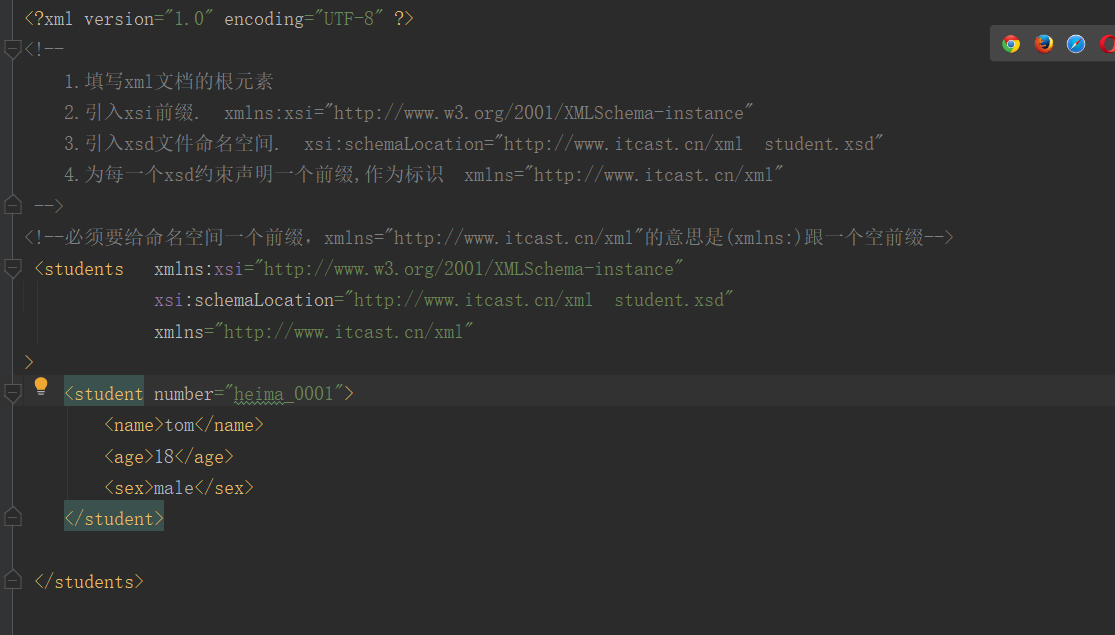 <?xml version="1.0" encoding="UTF-8" ?>
<!--
1.填写xml文档的根元素
2.引入xsi前缀.  xmlns:xsi="http://www.w3.org/2001/XMLSchema-instance"
3.引入xsd文件命名空间.  xsi:schemaLocation="http://www.itcast.cn/xml  student.xsd"
4.为每一个xsd约束声明一个前缀,作为标识  xmlns="http://www.itcast.cn/xml"
-->
<!--必须要给命名空间一个前缀，xmlns="http://www.itcast.cn/xml"的意思是(xmlns:)跟一个空前缀-->
<students   xmlns:xsi="http://www.w3.org/2001/XMLSchema-instance"
xsi:schemaLocation="http://www.itcast.cn/xml  student.xsd"
xmlns="http://www.itcast.cn/xml"
>
<student number="heima_0001">
<name>tom</name>
<age>18</age>
<sex>male</sex>
</student>
</students>